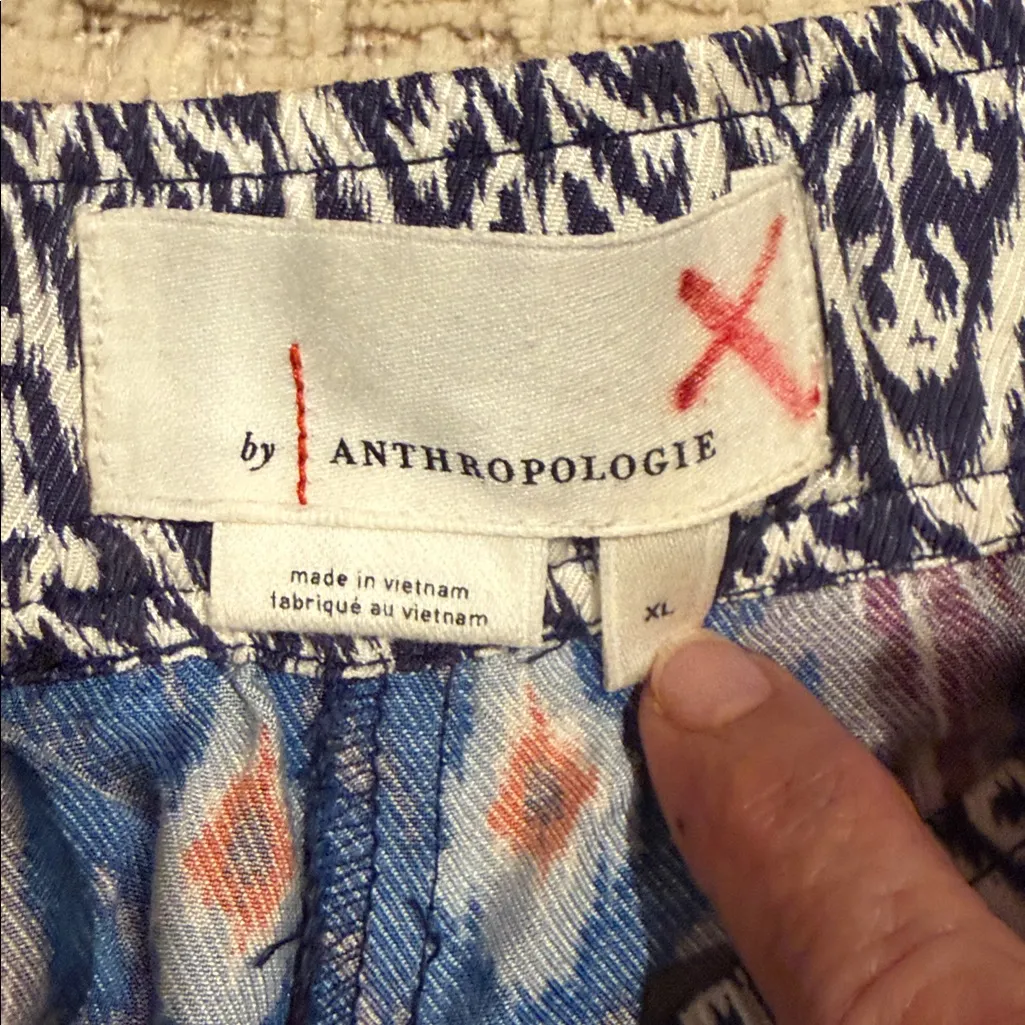 X
by | ANTHROPOLOGIE
made in vietnam
fabriqué au vietnam
XL